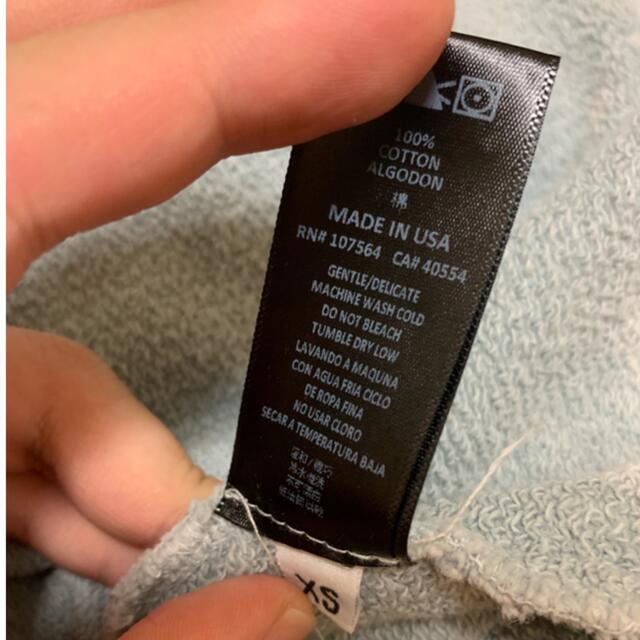 100%
COTTON
ALGODON
棉
MADE IN USA
RN# 107564 CA# 40554
GENTLE/DELICATE
MACHINE WASH COLD
DO NOT BLEACH
TUMBLE DRY LOW
LAVANDO A MAQUNA
CON AGUA FRIA CICLO
DE ROPA FINA
NO USAR CLORO
SECAR A TEMPERATURA BAJA
XS